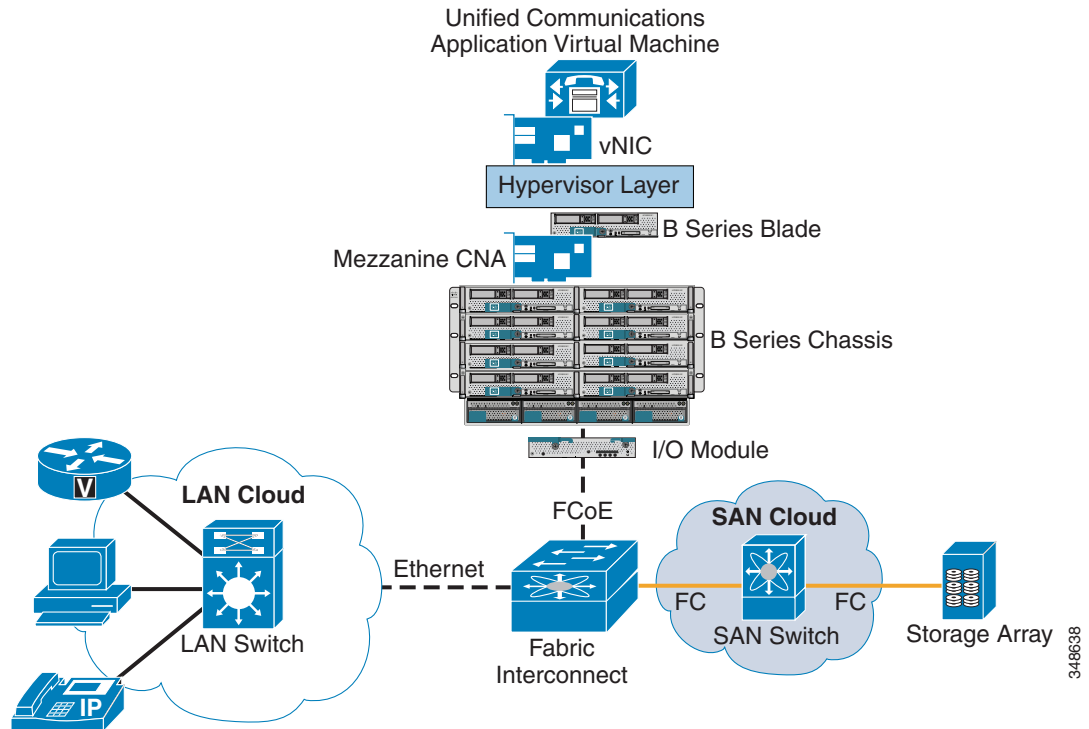 Unified Communications
Application Virtual Machine
vNIC
Hypervisor Layer
B Series Blade
Mezzanine CNA
B Series Chassis
I/O Module
FCoE
V
LAN Cloud
SAN Cloud
Ethernet
FC
FC
LAN Switch
Fabric
Interconnect
SAN Switch
Storage Array
IP
348638